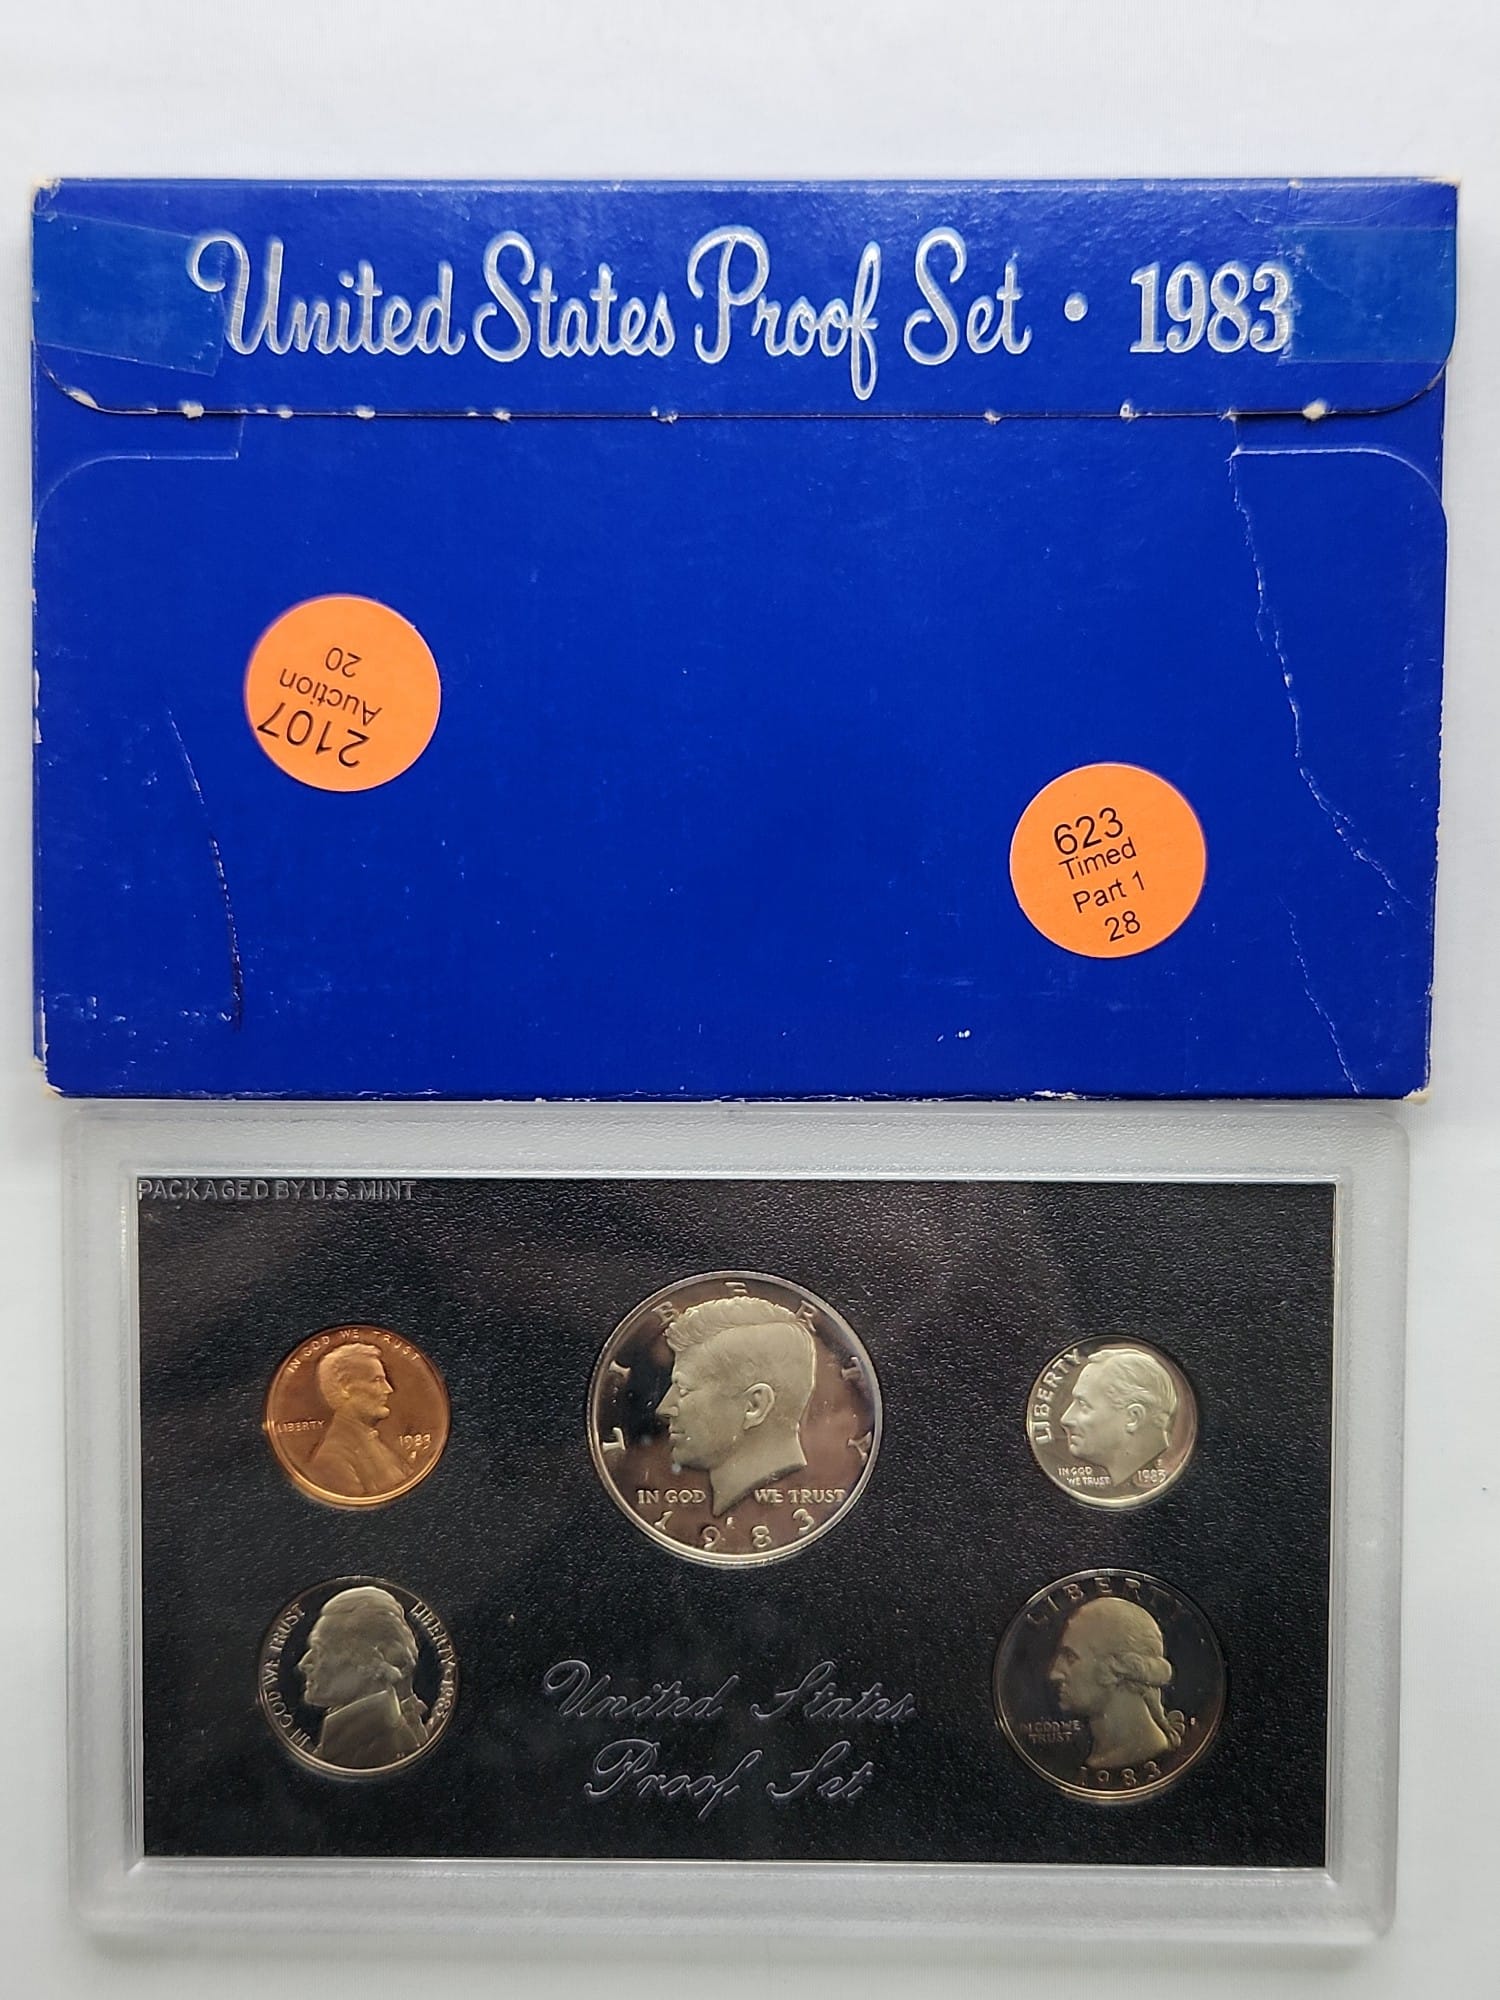 United States Proof Set • 1983
2107
Auction
20
623
Timed
Part 1
28
PACKAGED BY U.S. MINT
IN GOD WE TRUST
LIBERTY
1983
S
LIBERTY
IN GOD WE TRUST
S
1983
LIBERTY
IN GOD
WE TRUST
S
1983
IN GOD WE TRUST
LIBERTY • 1983
S
LIBERTY
IN GOD WE
TRUST
S
1983
United States
Proof Set